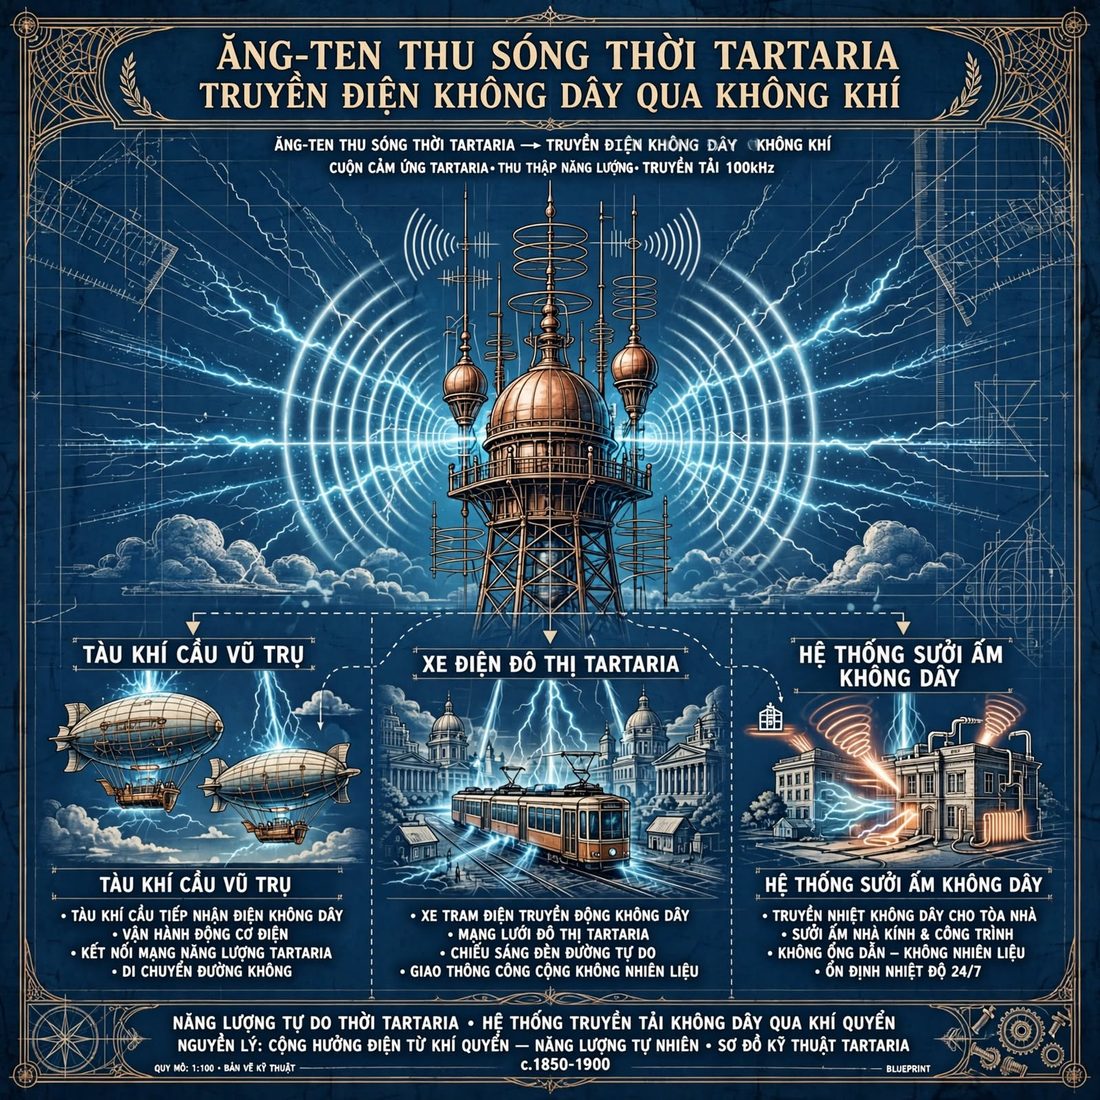 ĂNG-TEN THU SÓNG THỜI TARTARIA
TRUYỀN ĐIỆN KHÔNG DÂY QUA KHÔNG KHÍ
ĂNG-TEN THU SÓNG THỜI TARTARIA → TRUYỀN ĐIỆN KHÔNG DÂY KHÔNG KHÍ
CUỘN CẢM ỨNG TARTARIA • THU THẬP NĂNG LƯỢNG • TRUYỀN TẢI 100kHz
TÀU KHÍ CẦU VŨ TRỤ
XE ĐIỆN ĐÔ THỊ TARTARIA
HỆ THỐNG SƯỞI ẤM
KHÔNG DÂY
TÀU KHÍ CẦU VŨ TRỤ
• TÀU KHÍ CẦU TIẾP NHẬN ĐIỆN KHÔNG DÂY
• VẬN HÀNH ĐỘNG CƠ ĐIỆN
• KẾT NỐI MẠNG NĂNG LƯỢNG TARTARIA
• DI CHUYỂN ĐƯỜNG KHÔNG
• XE TRAM ĐIỆN TRUYỀN ĐỘNG KHÔNG DÂY
• MẠNG LƯỚI ĐÔ THỊ TARTARIA
• CHIẾU SÁNG ĐÈN ĐƯỜNG TỰ DO
• GIAO THÔNG CÔNG CỘNG KHÔNG NHIÊN LIỆU
HỆ THỐNG SƯỞI ẤM KHÔNG DÂY
• TRUYỀN NHIỆT KHÔNG DÂY CHO TÒA NHÀ
• SƯỞI ẤM NHÀ KÍNH & CÔNG TRÌNH
• KHÔNG ỐNG DẪN – KHÔNG NHIÊN LIỆU
• ỔN ĐỊNH NHIỆT ĐỘ 24/7
NĂNG LƯỢNG TỰ DO THỜI TARTARIA • HỆ THỐNG TRUYỀN TẢI KHÔNG DÂY QUA KHÍ QUYỂN
NGUYÊN LÝ: CỘNG HƯỞNG ĐIỆN TỪ KHÍ QUYỂN — NĂNG LƯỢNG TỰ NHIÊN • SƠ ĐỒ KỸ THUẬT TARTARIA
QUY MÔ: 1:100 • BẢN VẼ KỸ THUẬT
c.1850-1900
BLUEPRINT